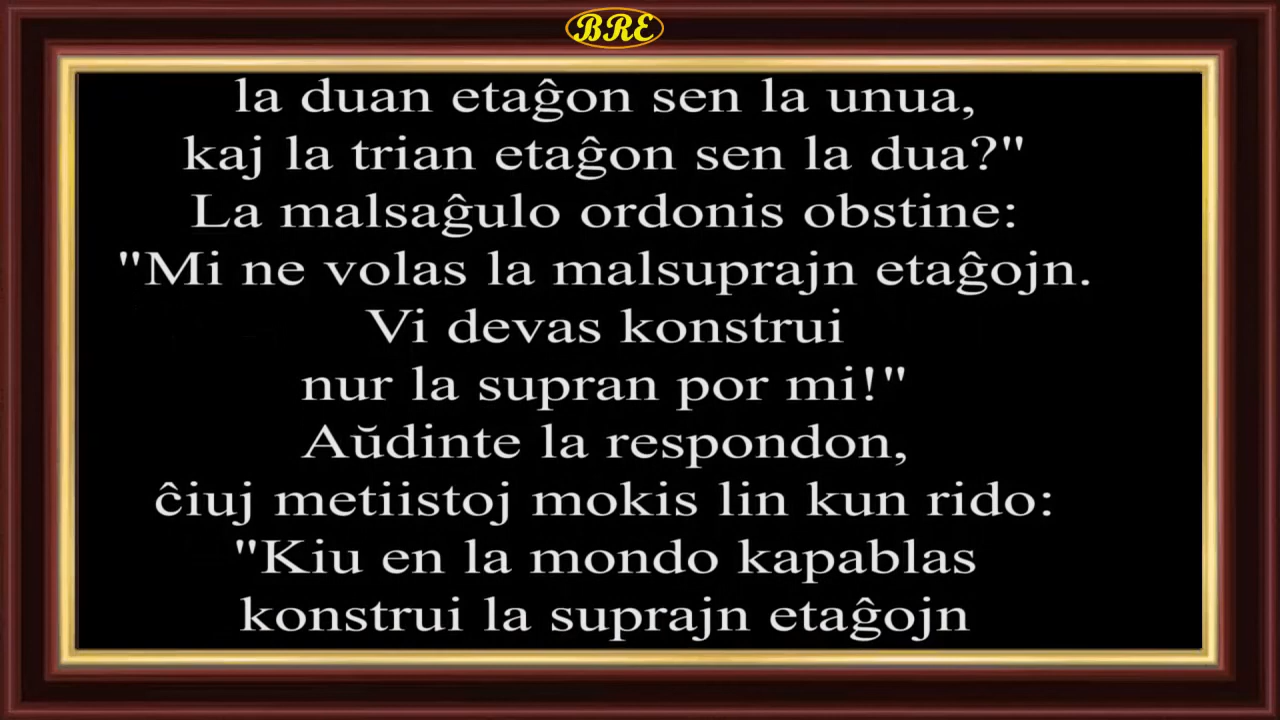 BRE
la duan etaĝon sen la unua,
kaj la trian etaĝon sen la dua?"
La malsaĝulo ordonis obstine:
"Mi ne volas la malsuprajn etaĝojn.
Vi devas konstrui
nur la supran por mi!"
Aŭdinte la respondon,
ĉiuj metiistoj mokis lin kun rido:
"Kiu en la mondo kapablas
konstrui la suprajn etaĝojn